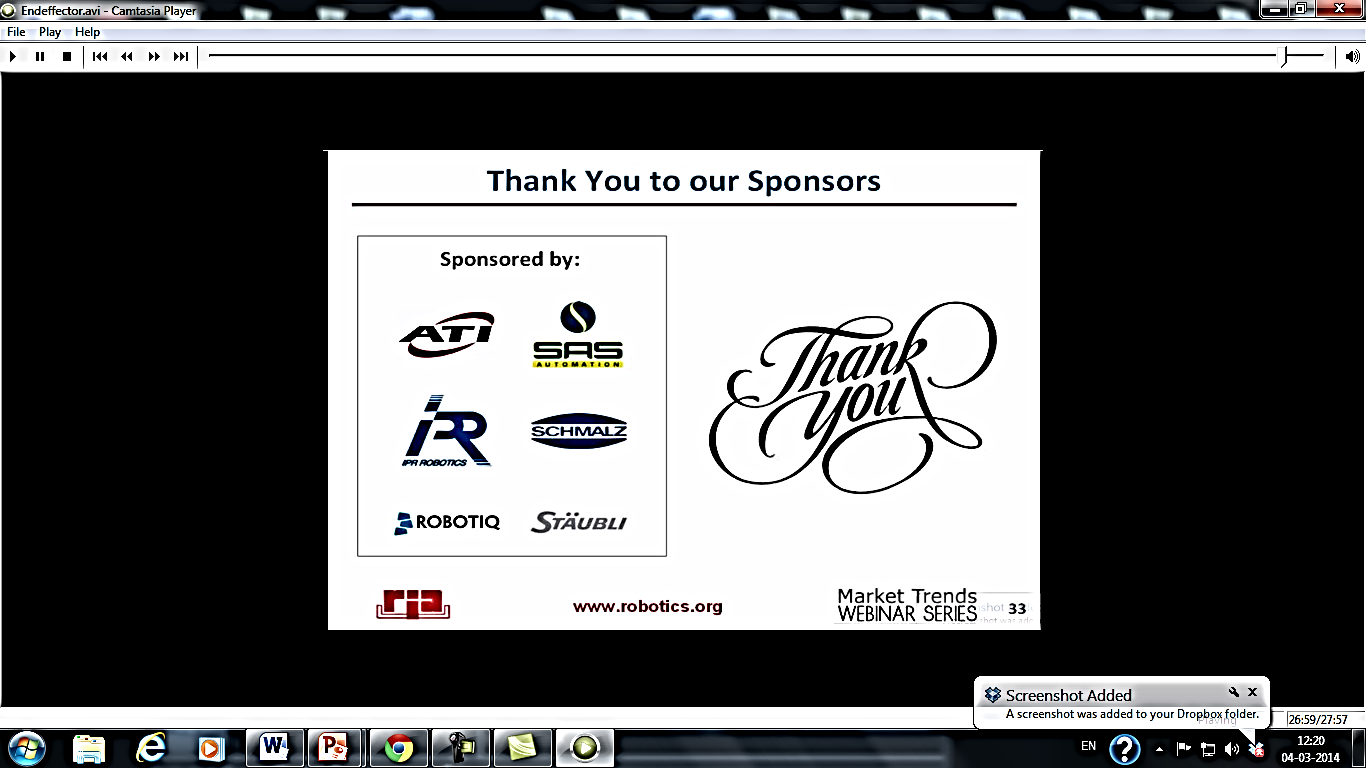 Endeffector.avi - Camtasia Player
File Play Help
Thank You to our Sponsors
Sponsored by:
ATI
SAS
AUTOMATION
iPR
IPR ROBOTICS
SCHMALZ
ROBOTIQ
STÄUBLI
Thank
you
ria
www.robotics.org
Market Trends
WEBINAR SERIES
33
Screenshot Added
A screenshot was added to your Dropbox folder.
Playing
26:59/27:57
EN
12:20
04-03-2014